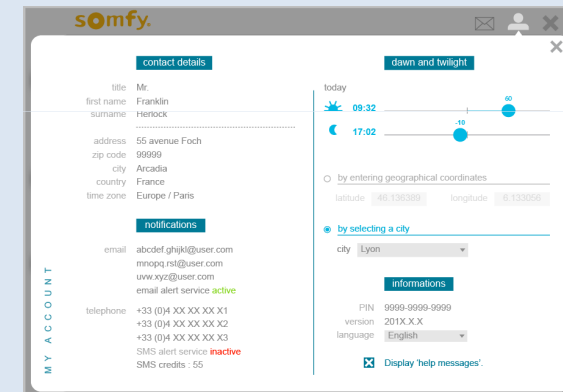 somfy.
contact details
title Mr.
first name Franklin
surname Herlock
address 55 avenue Foch
zip code 99999
city Arcadia
country France
time zone Europe / Paris
notifications
email abcdef.ghijkl@user.com
mnopq.rst@user.com
uvw.xyz@user.com
email alert service active
telephone +33 (0)4 XX XX XX X1
+33 (0)4 XX XX XX X2
+33 (0)4 XX XX XX X3
SMS alert service inactive
SMS credits : 55
MY ACCOUNT
dawn and twilight
today
60
09:32
-10
17:02
by entering geographical coordinates
latitude 46.136389 longitude 6.133056
by selecting a city
city Lyon
informations
PIN 9999-9999-9999
version 201X.X.X
language English
Display 'help messages'.